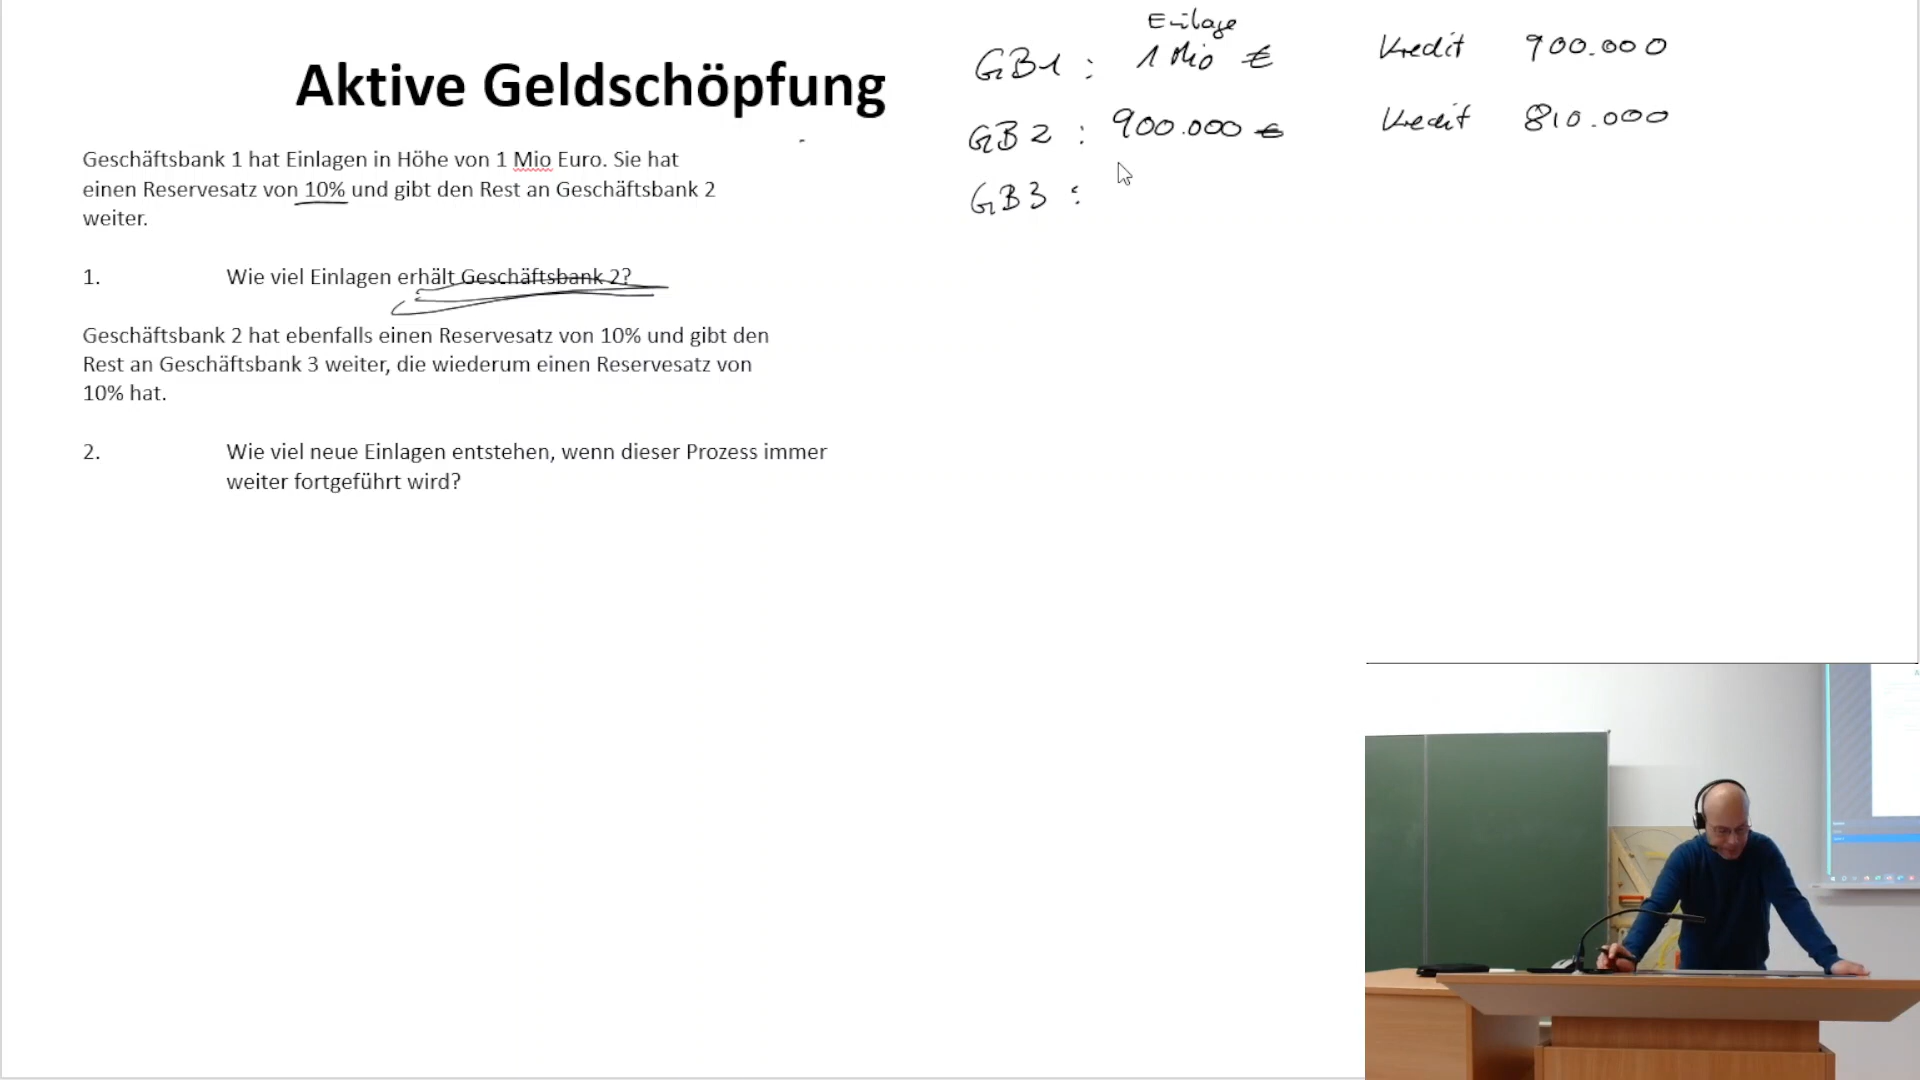 Aktive Geldschöpfung
Geschäftsbank 1 hat Einlagen in Höhe von 1 Mio Euro. Sie hat
einen Reservesatz von 10% und gibt den Rest an Geschäftsbank 2
weiter.
1. Wie viel Einlagen erhält Geschäftsbank 2?
Geschäftsbank 2 hat ebenfalls einen Reservesatz von 10% und gibt den
Rest an Geschäftsbank 3 weiter, die wiederum einen Reservesatz von
10% hat.
2. Wie viel neue Einlagen entstehen, wenn dieser Prozess immer
weiter fortgeführt wird?
Einlage
GB1 : 1 Mio € Kredit 900.000
GB2 : 900.000 € Kredit 810.000
GB3 :